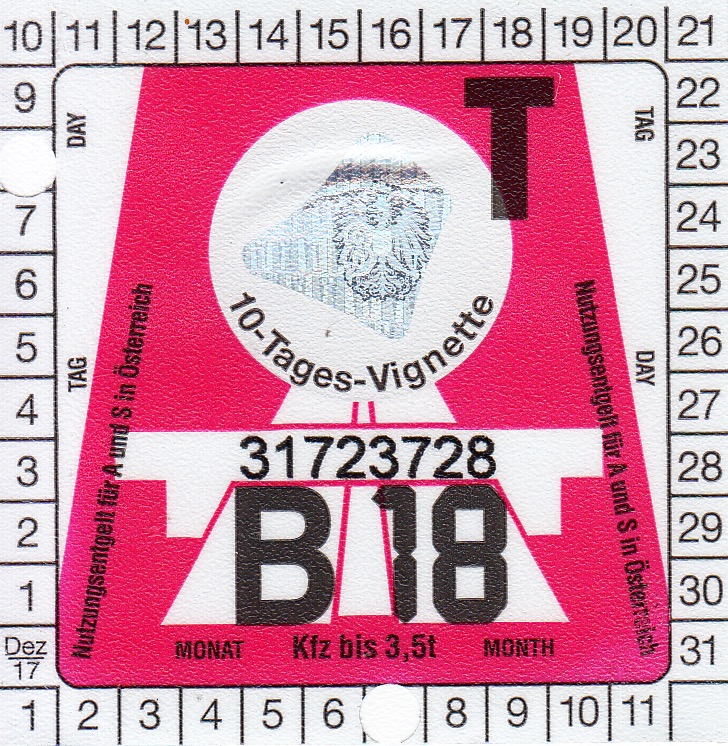 10 11 12 13 14 15 16 17 18 19 20 21
9 22
DAY TAG
23
T
7 24
6 25
5 26
4 27
3 28
2 29
1 30
Dez
17
31
10-Tages-Vignette
TAG DAY
Nutzungsentgelt für A und S in Österreich
Nutzungsentgelt für A und S in Österreich
31723728
B 18
MONAT Kfz bis 3,5t MONTH
1 2 3 4 5 6 8 9 10 11